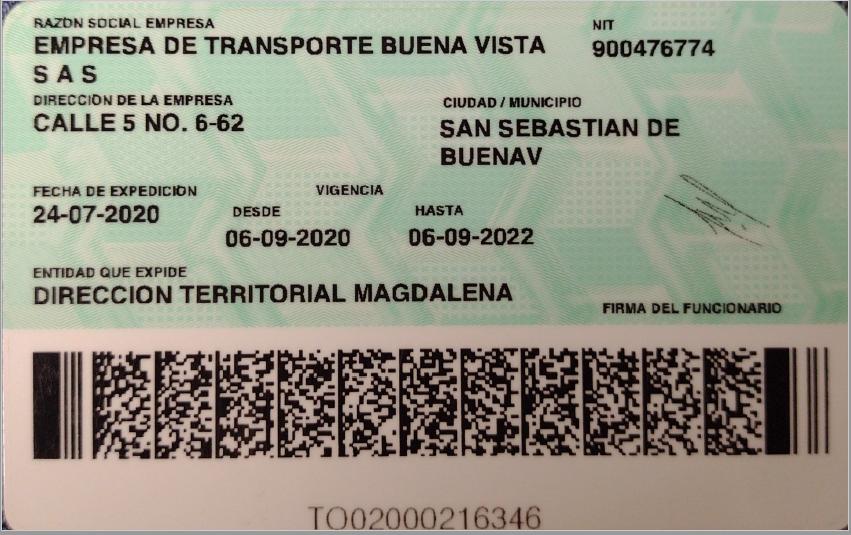 RAZON SOCIAL EMPRESA
NIT
EMPRESA DE TRANSPORTE BUENA VISTA
900476774
S A S
DIRECCION DE LA EMPRESA
CIUDAD / MUNICIPIO
CALLE 5 NO. 6-62
SAN SEBASTIAN DE
BUENAV
FECHA DE EXPEDICION
VIGENCIA
24-07-2020
DESDE
HASTA
06-09-2020
06-09-2022
ENTIDAD QUE EXPIDE
DIRECCION TERRITORIAL MAGDALENA
FIRMA DEL FUNCIONARIO
TO02000216346